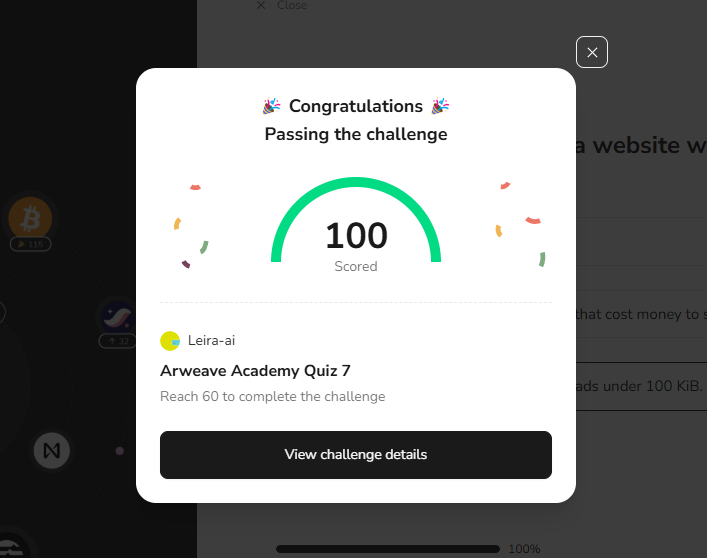 Close
Congratulations
Passing the challenge
a website w
115
100
Scored
that cost money to s
32
Leira-ai
Arweave Academy Quiz 7
ads under 100 KiB.
Reach 60 to complete the challenge
View challenge details
100%